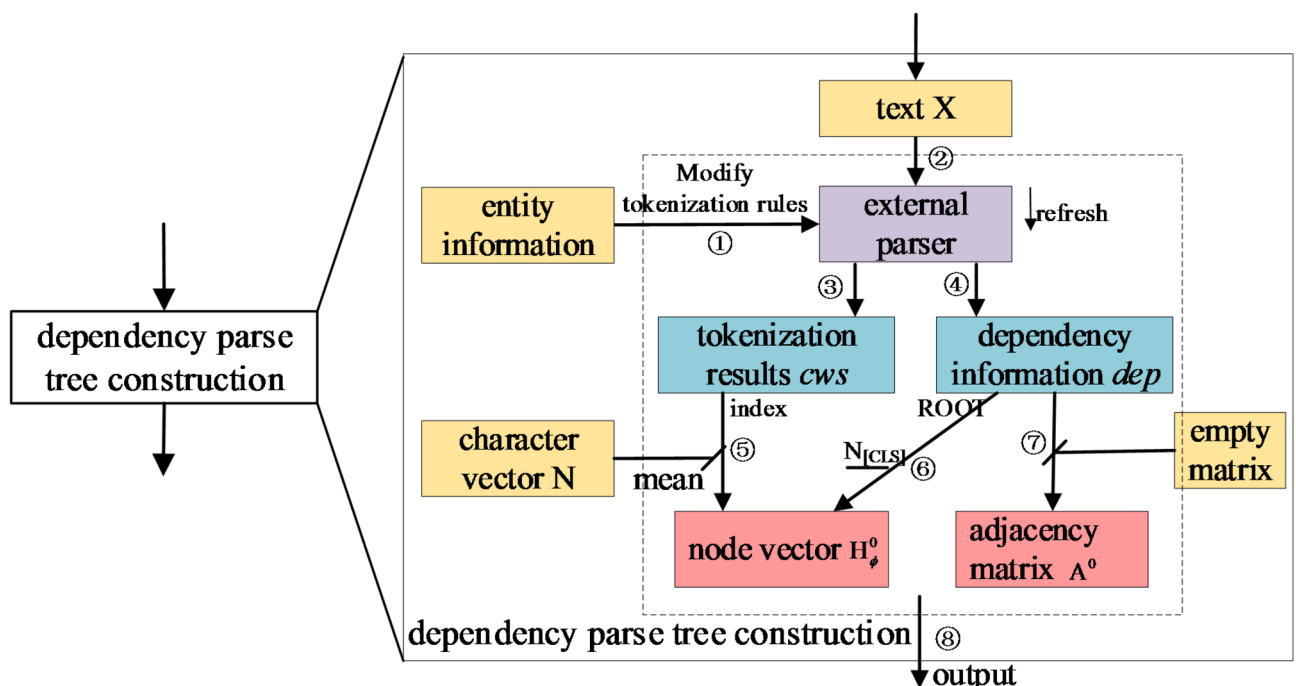 text X
②
Modify
tokenization rules
①
entity
information
external
parser
refresh
③
④
dependency parse
tree construction
tokenization
results cws
dependency
information dep
index
ROOT
character
vector N
mean
⑤
N[CLS]
⑥
⑦
empty
matrix
node vector H⁰ᵩ
adjacency
matrix A⁰
dependency parse tree construction
⑧
output